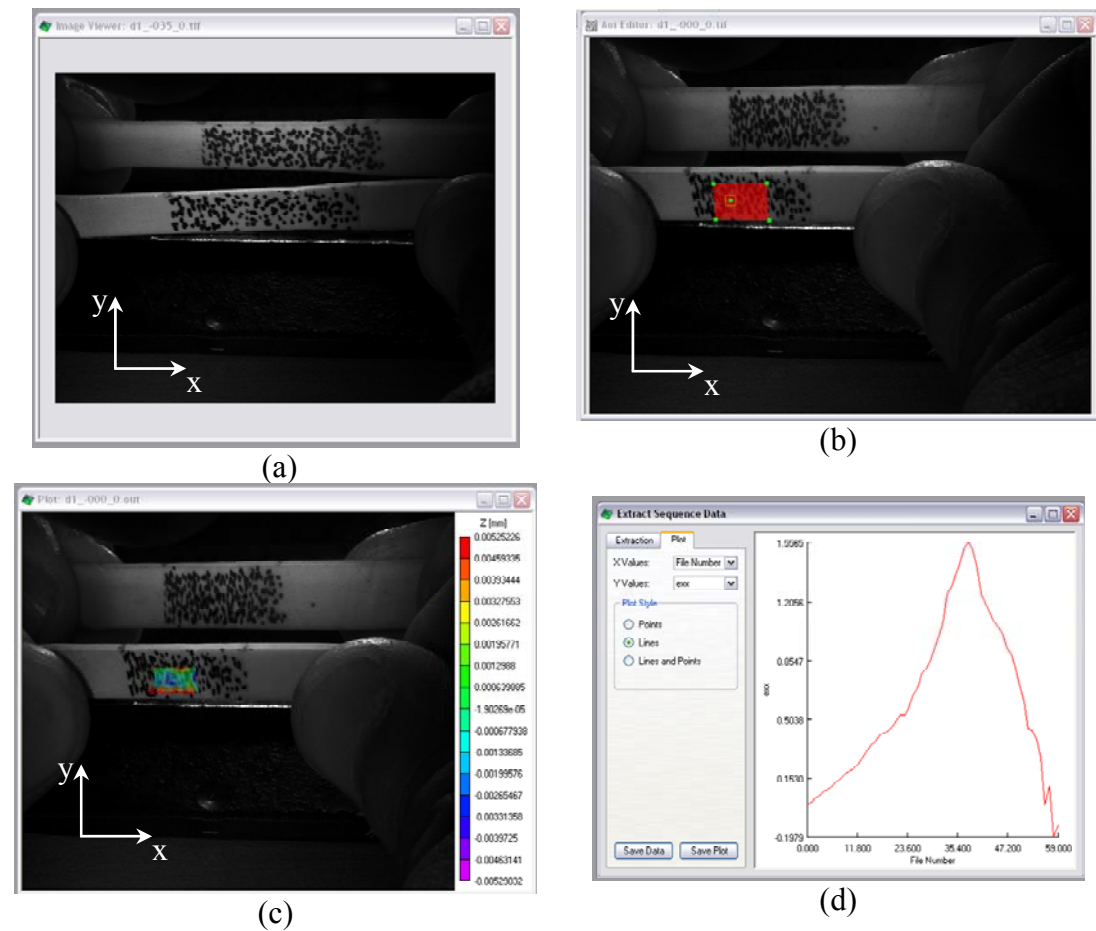 Image Viewer: d1_-035_0.tif
y
x
(a)
Aoi Editor: d1_-000_0.tif
y
x
(b)
Plot: d1_-000_0.out
Z [mm]
0.00525226
0.00459335
0.00393444
0.00327553
0.00261662
0.00195771
0.0012988
0.000639885
-1.90269e-05
-0.000677938
-0.00133685
-0.00199576
-0.00265467
-0.00331358
-0.0039725
-0.00463141
-0.00529032
y
x
(c)
Extract Sequence Data
Extraction
Plot
X Values:
File Number
Y Values:
exx
Plot Style
Points
Lines
Lines and Points
Save Data
Save Plot
1.5565
1.2056
0.8547
0.5038
0.1530
-0.1979
exx
0.000
11.800
23.600
35.400
47.200
59.000
File Number
(d)